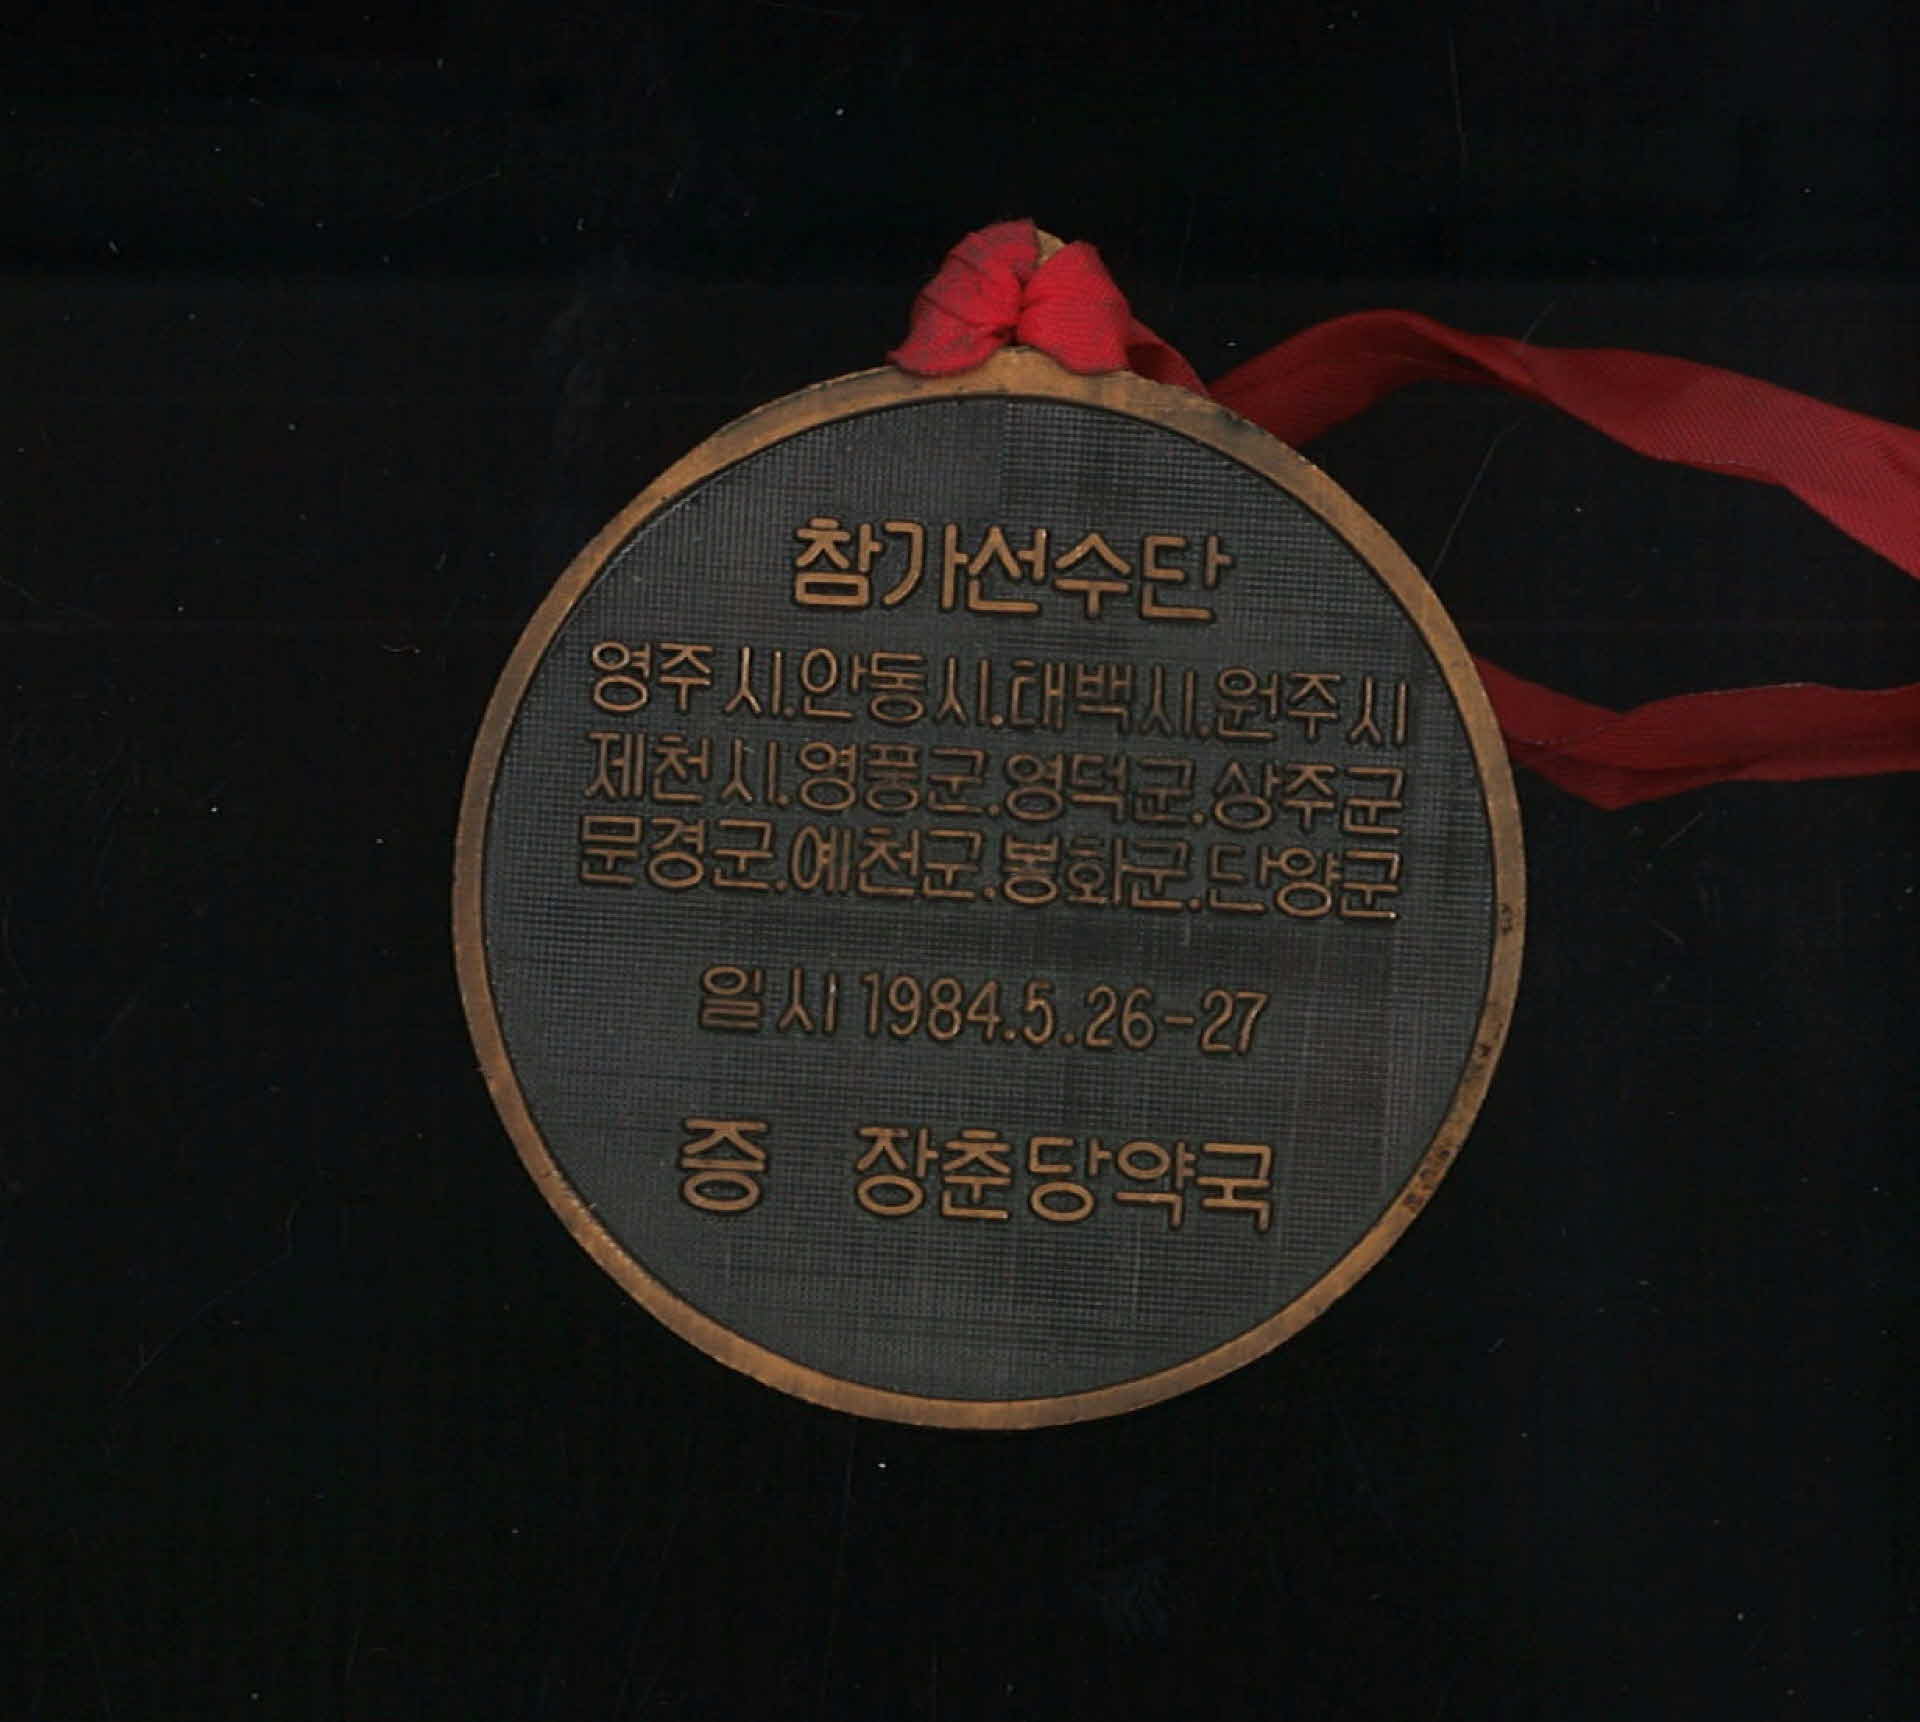 참가선수단
영주시.안동시.태백시.원주시
제천시.영풍군.영덕군.상주군
문경군.예천군.봉화군.단양군
일시 1984.5.26-27
증 장춘당약국